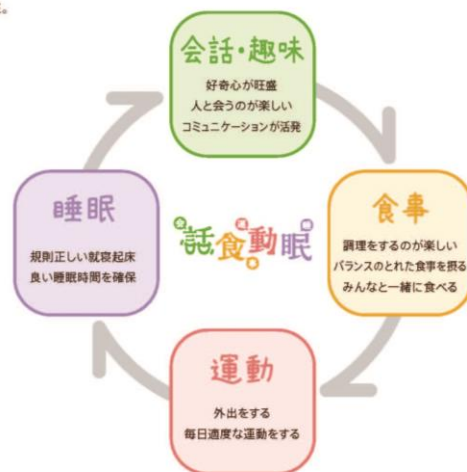 。
会話・趣味
好奇心が旺盛
人と会うのが楽しい
コミュニケーションが活発
食事
調理をするのが楽しい
バランスのとれた食事を摂る
みんなと一緒に食べる
運動
外出をする
毎日適度な運動をする
睡眠
規則正しい就寝起床
良い睡眠時間を確保
話食動眠